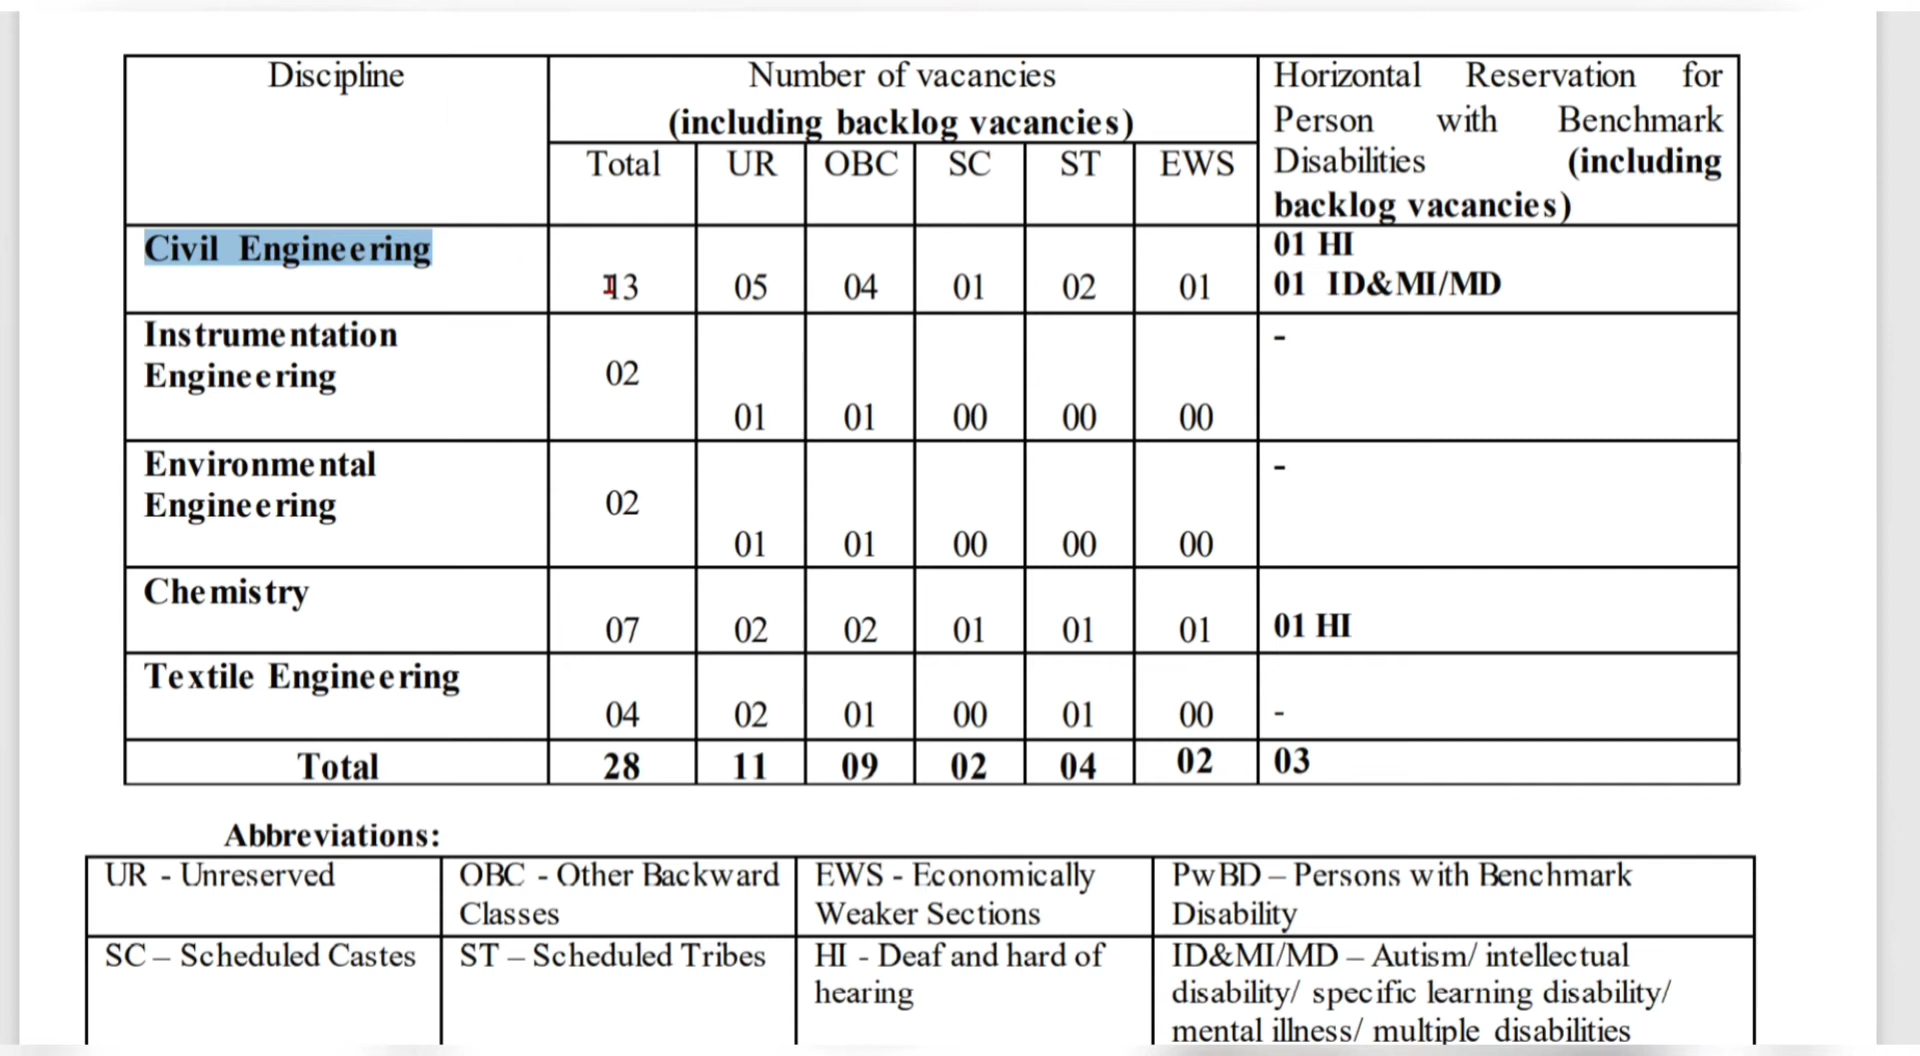 Discipline
Number of vacancies
(including backlog vacancies)
Total UR OBC SC ST EWS
Horizontal Reservation for
Person with Benchmark
Disabilities (including
backlog vacancies)
Civil Engineering
13 05 04 01 02 01
01 HI
01 ID&MI/MD
Instrumentation
Engineering
02
01 01 00 00 00
-
Environmental
Engineering
02
01 01 00 00 00
-
Chemistry
07 02 02 01 01 01 01 HI
Textile Engineering
04 02 01 00 01 00 -
Total 28 11 09 02 04 02 03
Abbreviations:
UR - Unreserved
OBC - Other Backward
Classes
EWS - Economically
Weaker Sections
PwBD – Persons with Benchmark
Disability
SC – Scheduled Castes
ST – Scheduled Tribes
HI - Deaf and hard of
hearing
ID&MI/MD – Autism/ intellectual
disability/ specific learning disability/
mental illness/ multiple disabilities